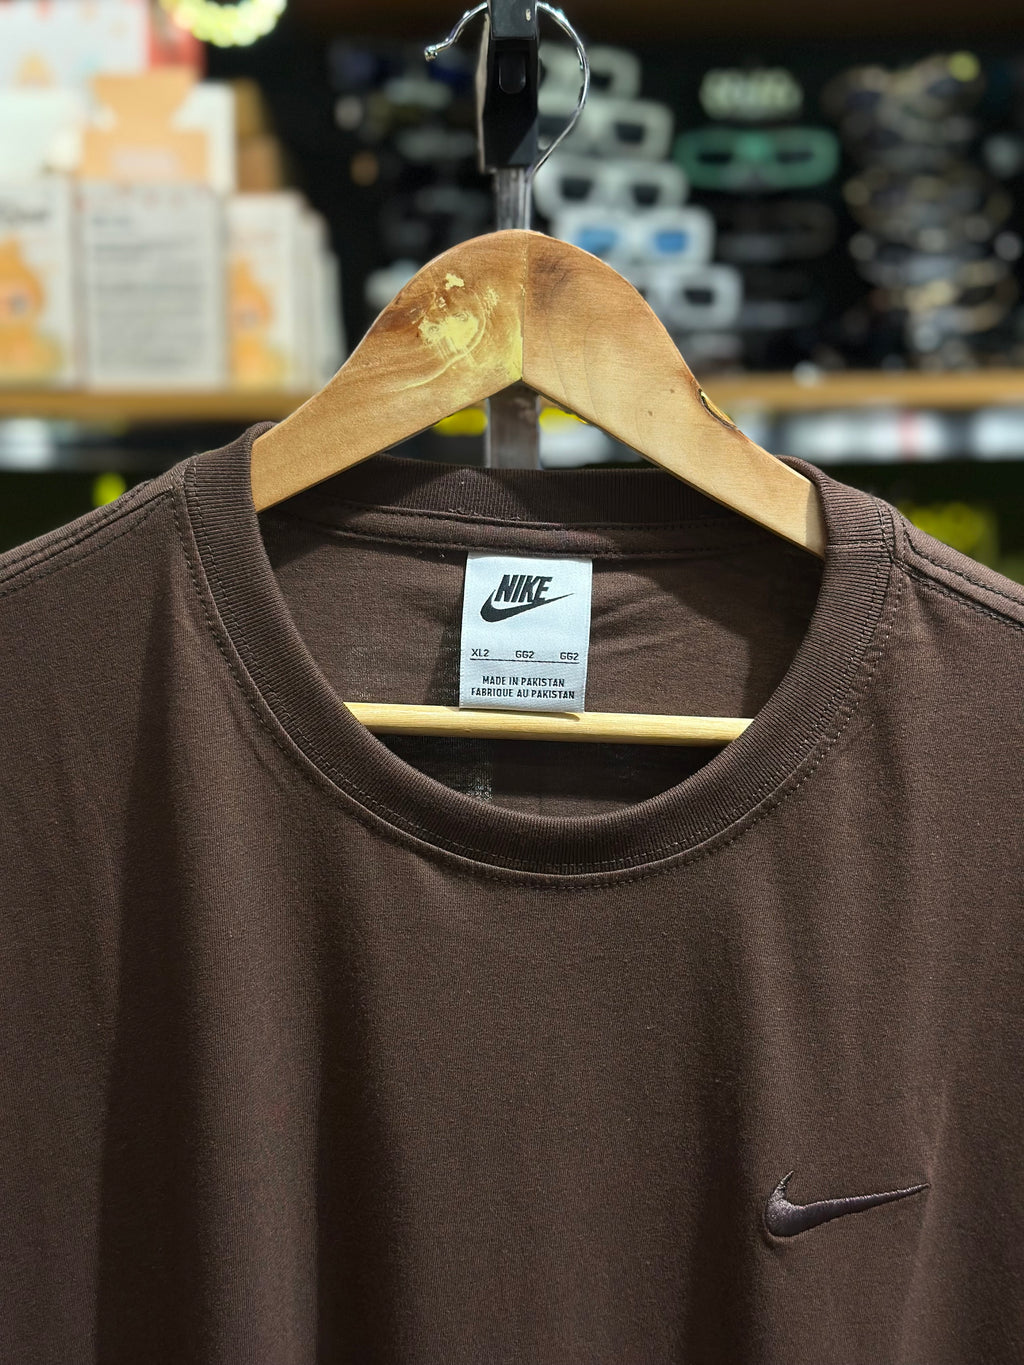 NIKE
XL2 GG2 GG2
MADE IN PAKISTAN
FABRIQUE AU PAKISTAN